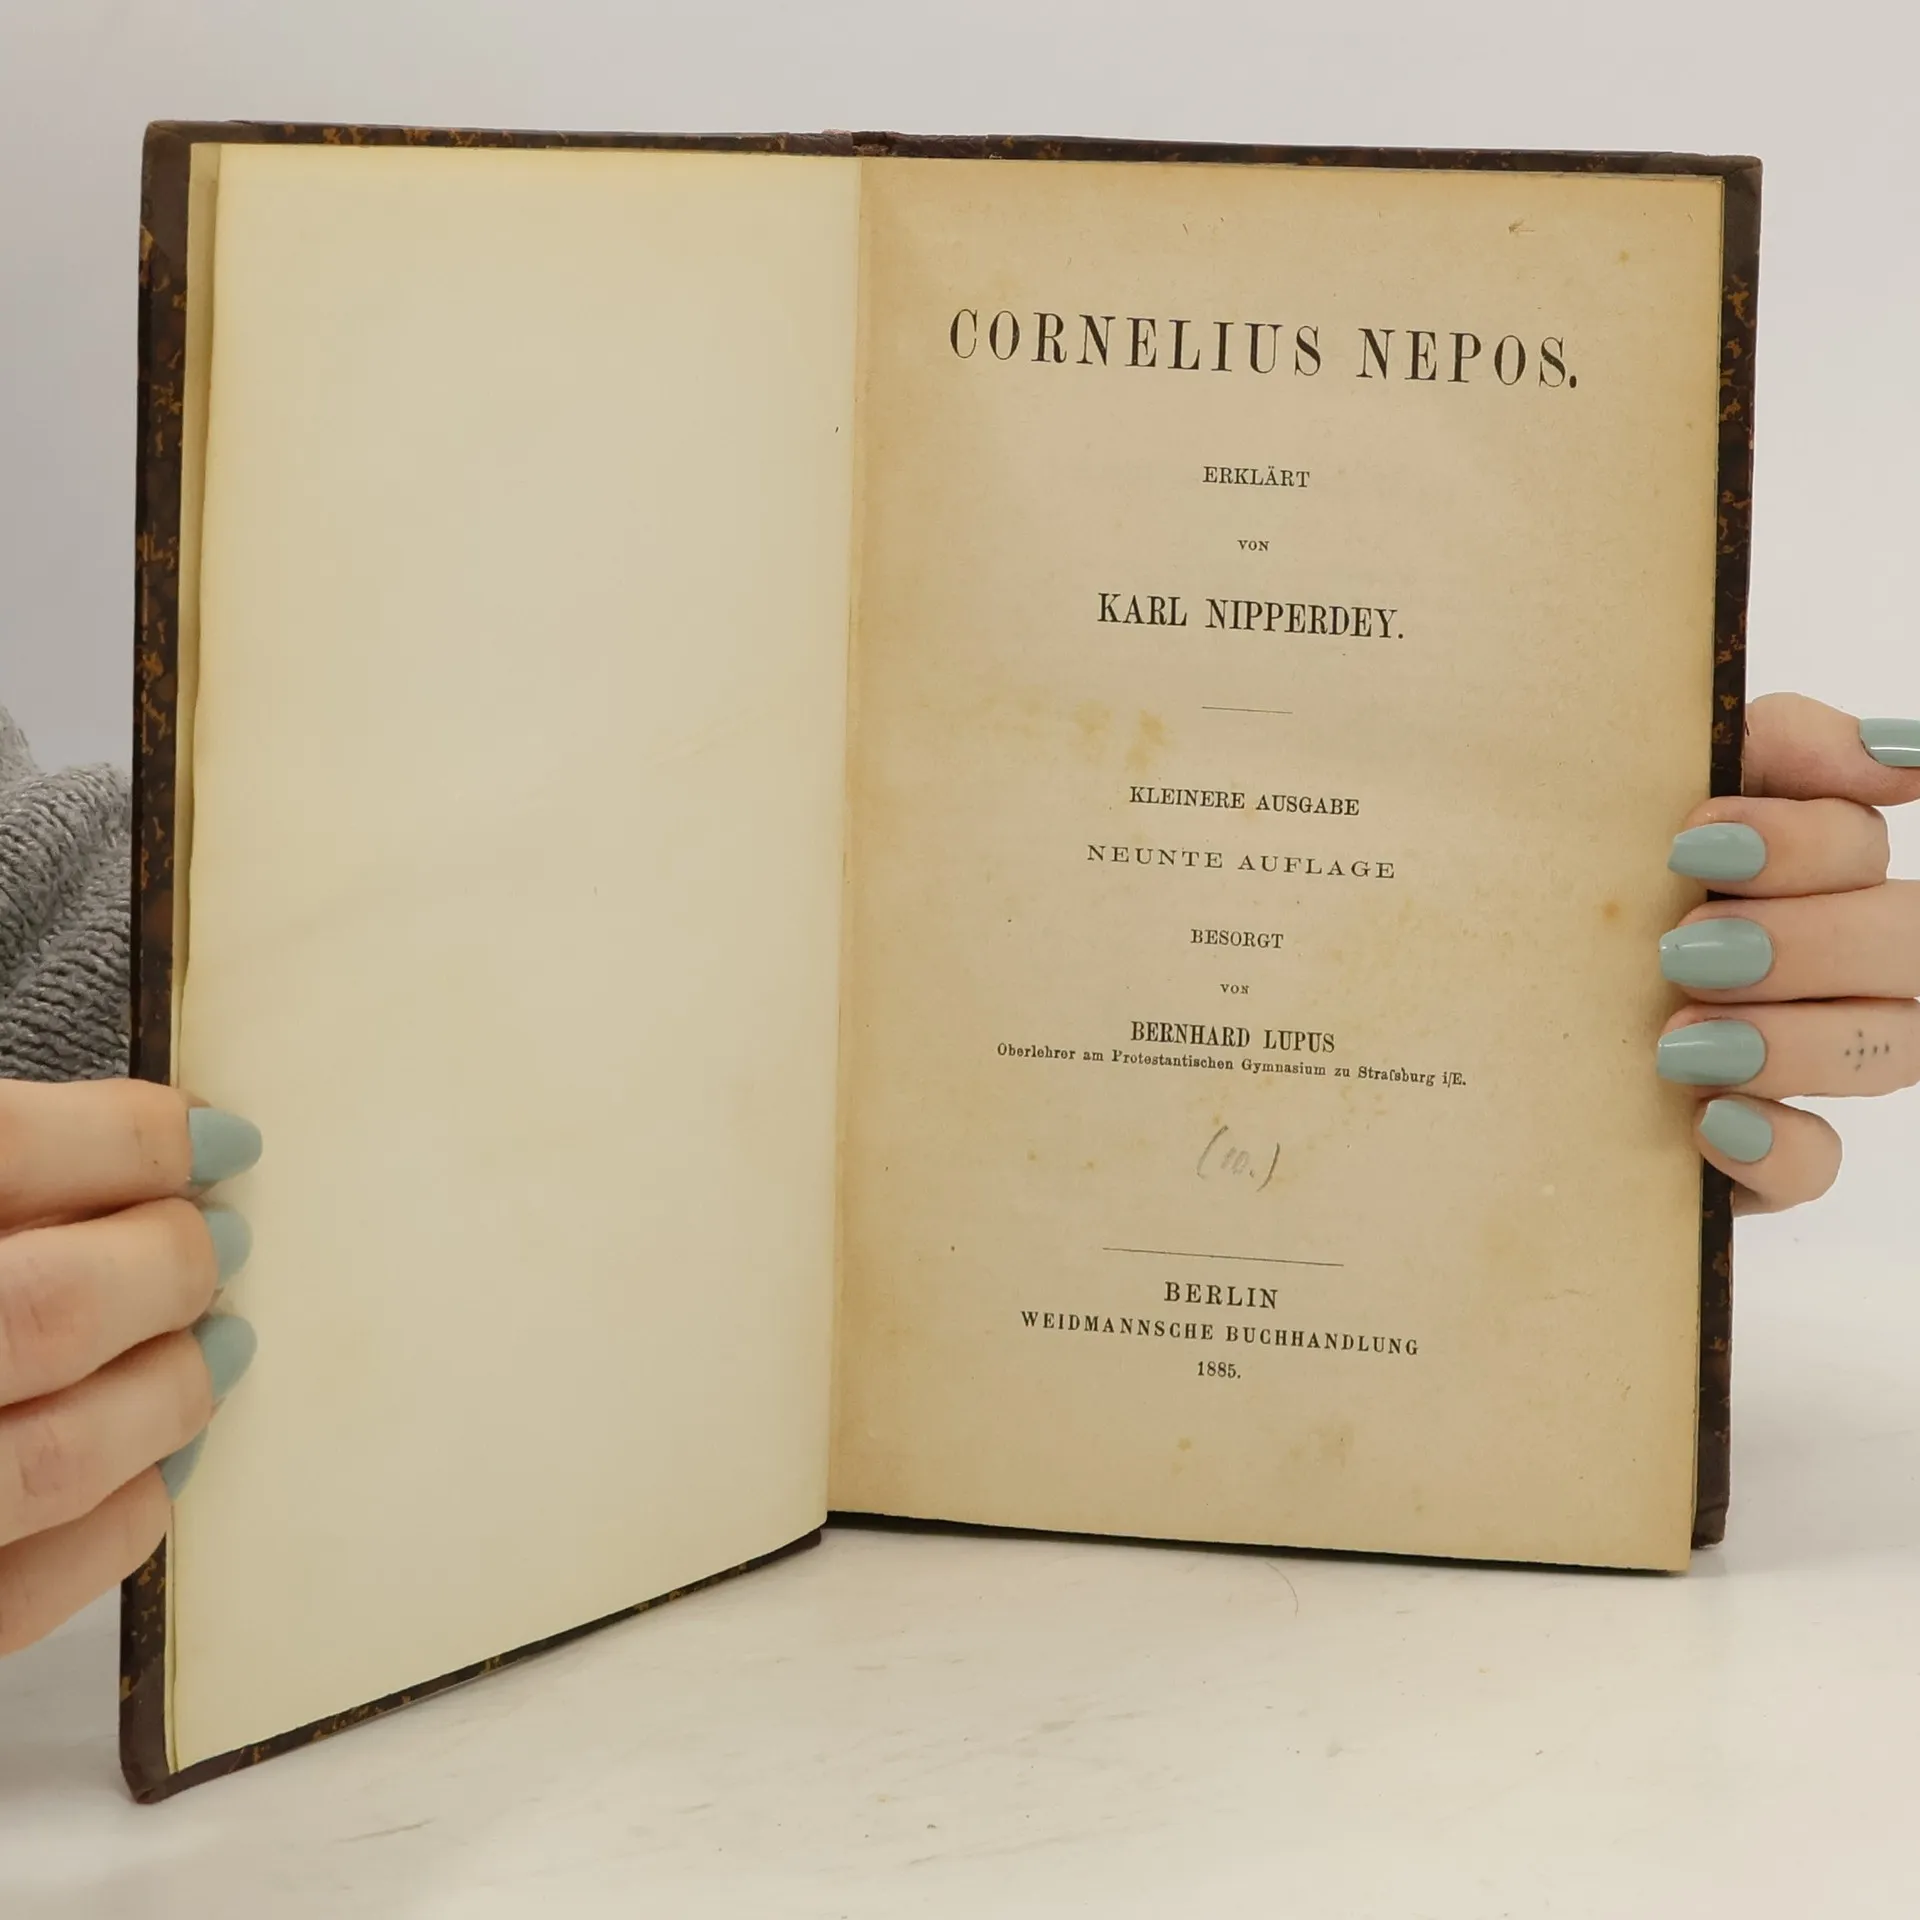 CORNELIUS NEPOS.
ERKLÄRT
VON
KARL NIPPERDEY.
KLEINERE AUSGABE
NEUNTE AUFLAGE
BESORGT
VON
BERNHARD LUPUS
Oberlehrer am Protestantischen Gymnasium zu Straſsburg i/E.
(10.)
BERLIN
WEIDMANNSCHE BUCHHANDLUNG
1885.